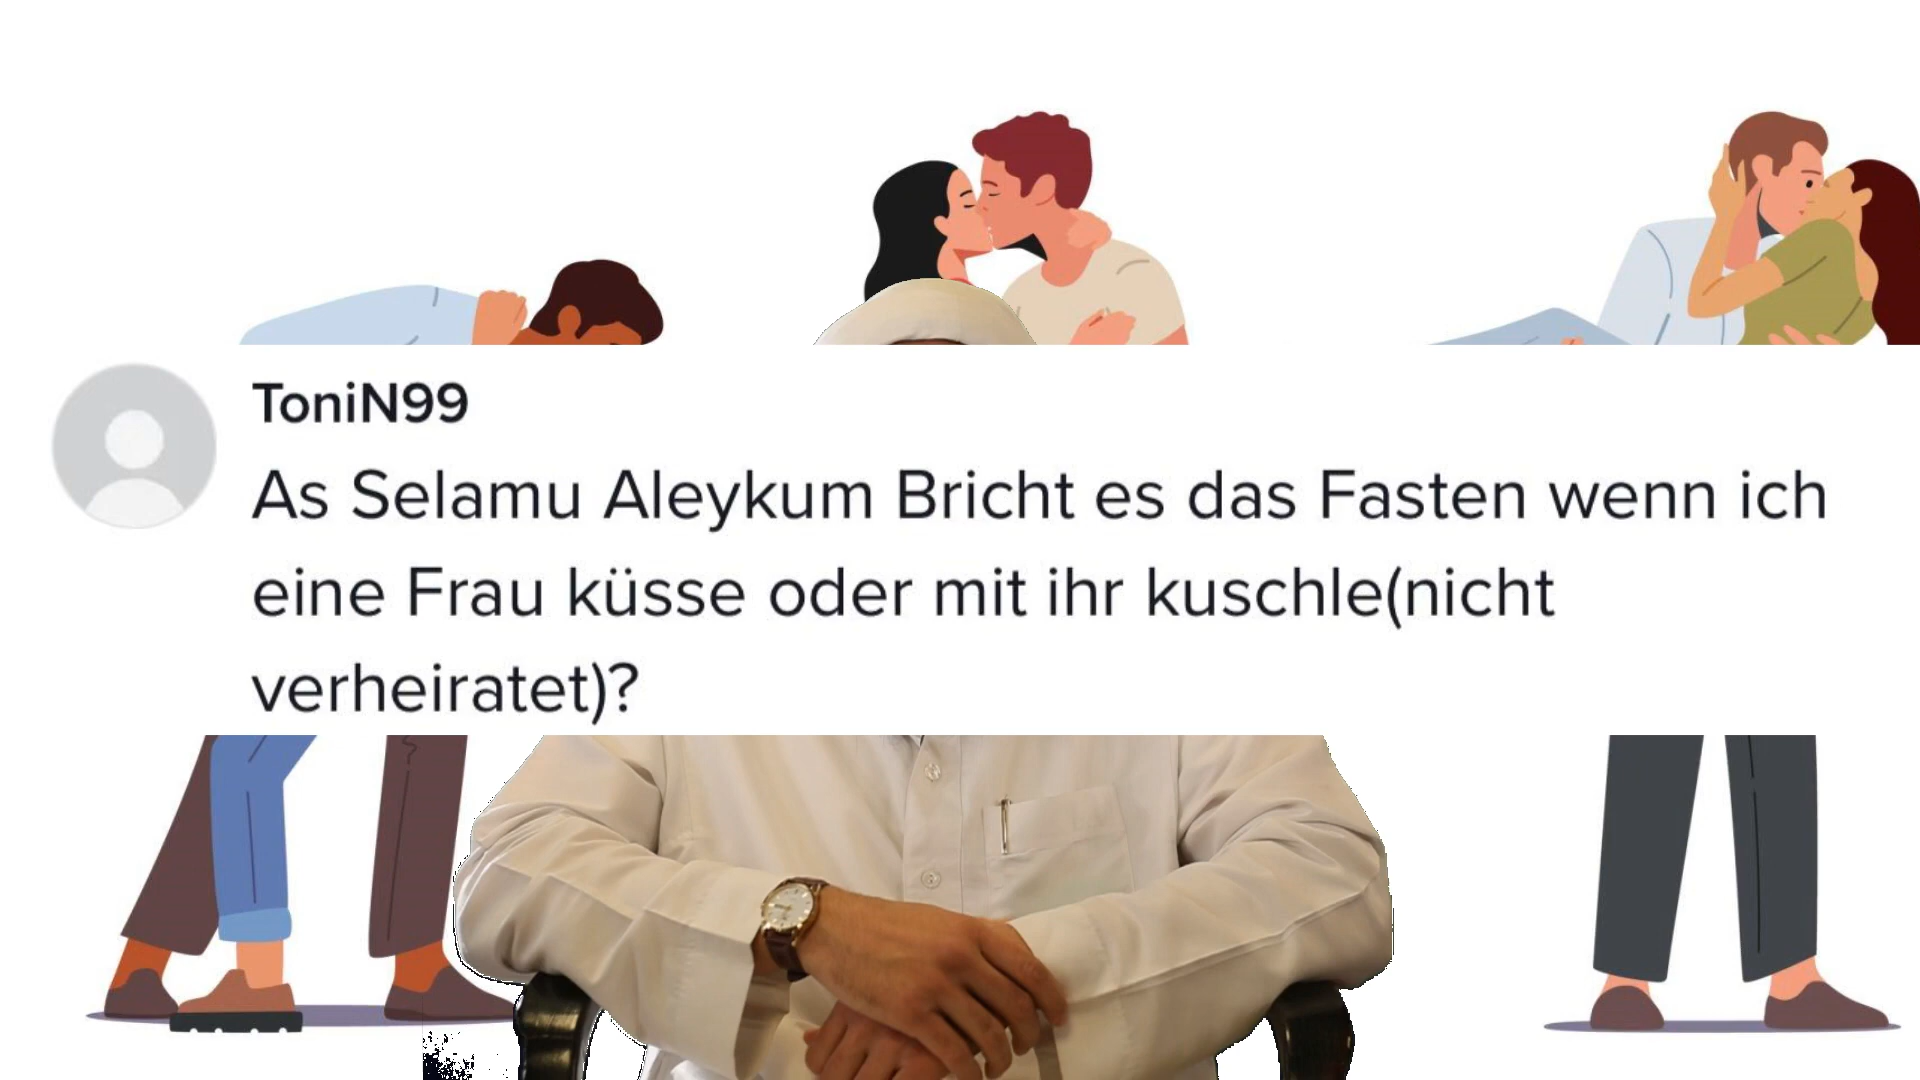 ToniN99
As Selamu Aleykum Bricht es das Fasten wenn ich
eine Frau küsse oder mit ihr kuschle(nicht
verheiratet)?